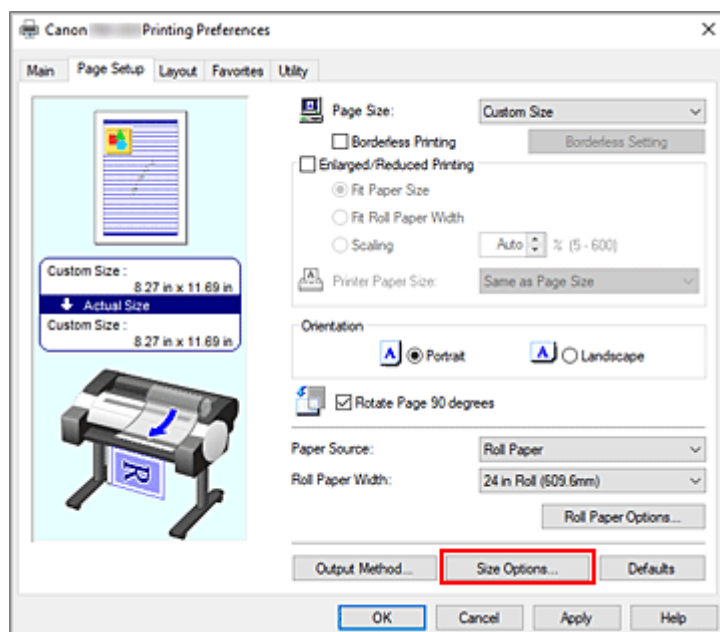 Canon Printing Preferences
Main Page Setup Layout Favorites Utility
Page Size: Custom Size
Borderless Printing Borderless Setting
Enlarged/Reduced Printing
Fit Paper Size
Fit Roll Paper Width
Scaling Auto % (5 - 600)
Printer Paper Size: Same as Page Size
Custom Size :
8.27 in x 11.69 in
Actual Size
Custom Size :
8.27 in x 11.69 in
Orientation
A Portrait A Landscape
Rotate Page 90 degrees
R
Paper Source: Roll Paper
Roll Paper Width: 24 in Roll (609.6mm)
Roll Paper Options...
Output Method... Size Options... Defaults
OK Cancel Apply Help